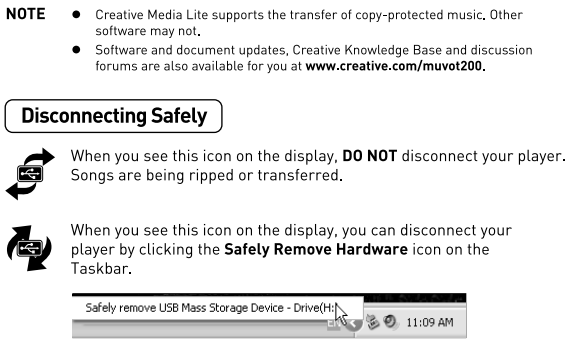 NOTE ● Creative Media Lite supports the transfer of copy-protected music. Other
software may not.
● Software and document updates, Creative Knowledge Base and discussion
forums are also available for you at www.creative.com/muvot200.
Disconnecting Safely
When you see this icon on the display, DO NOT disconnect your player.
Songs are being ripped or transferred.
When you see this icon on the display, you can disconnect your
player by clicking the Safely Remove Hardware icon on the
Taskbar.
Safely remove USB Mass Storage Device - Drive(H:)
EN 11:09 AM